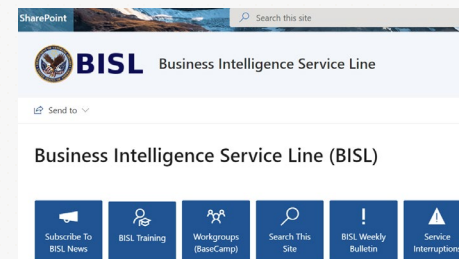 SharePoint
Search this site
BISL Business Intelligence Service Line
Send to
Business Intelligence Service Line (BISL)
Subscribe To
BISL News
BISL Training
Workgroups
(BaseCamp)
Search This
Site
BISL Weekly
Bulletin
Service
Interruptions